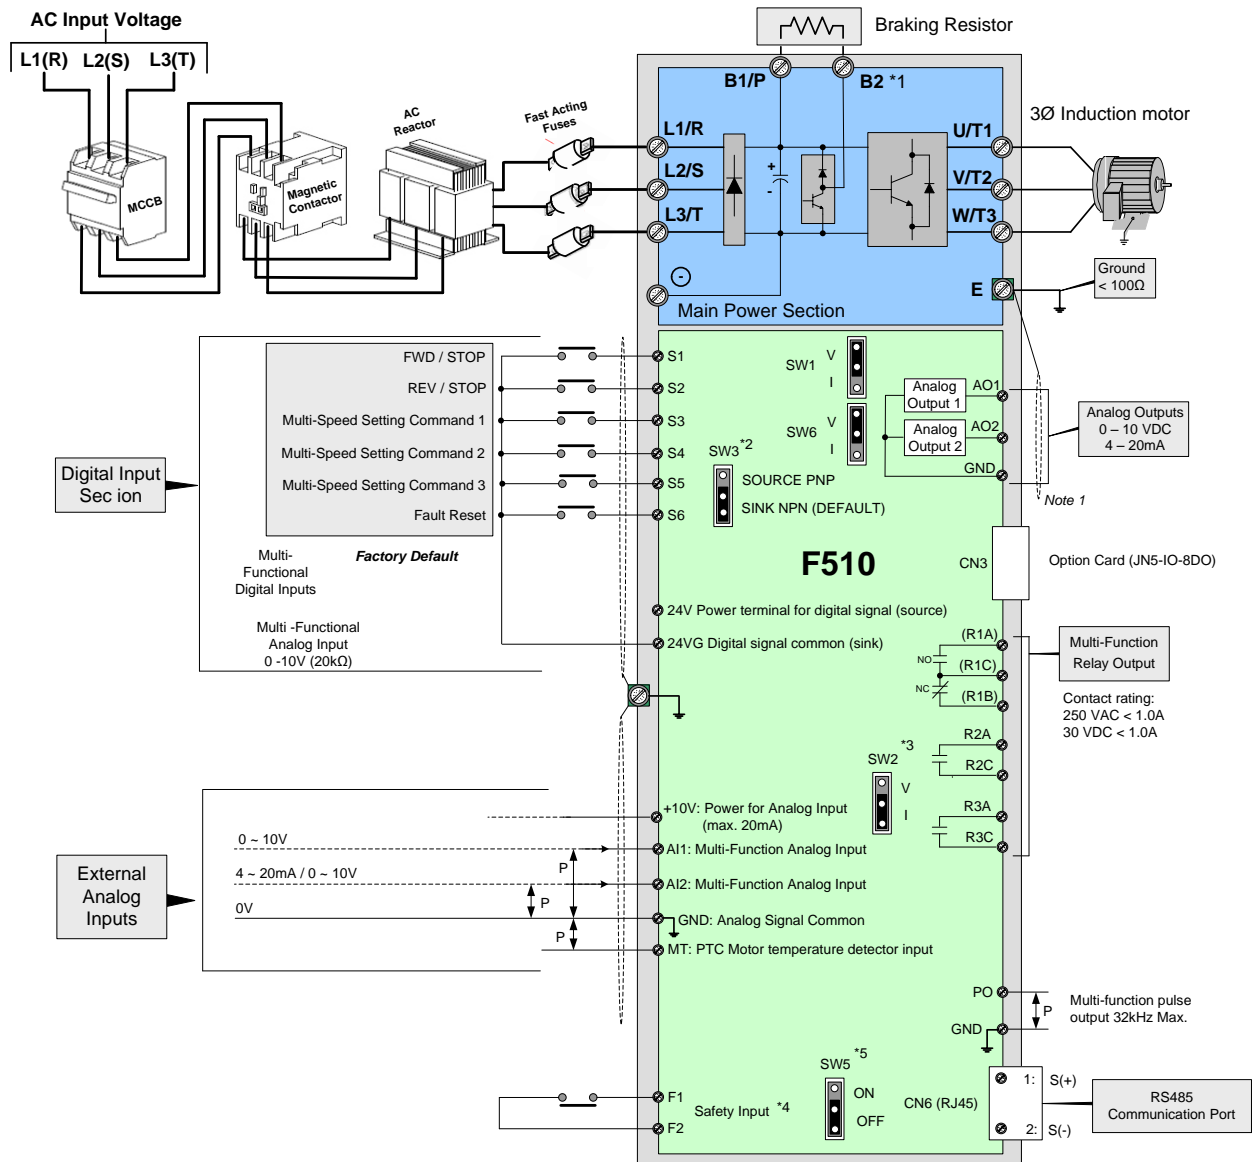 AC Input Voltage
L1(R) L2(S) L3(T)
MCCB
Magnetic
Contactor
AC
Reactor
Fast Acting
Fuses
Braking Resistor
B1/P
B2 *1
L1/R
L2/S
L3/T
+
-
U/T1
V/T2
W/T3
3Ø Induction motor
-
Main Power Section
E
Ground
< 100Ω
Digital Input
Sec ion
FWD / STOP
REV / STOP
Multi-Speed Setting Command 1
Multi-Speed Setting Command 2
Multi-Speed Setting Command 3
Fault Reset
Multi-
Functional
Digital Inputs
Factory Default
Multi -Functional
Analog Input
0 -10V (20kΩ)
S1
S2
S3
S4
S5
S6
SW1
V
I
SW6
V
I
SW3 *2
SOURCE PNP
SINK NPN (DEFAULT)
Analog
Output 1
AO1
Analog
Output 2
AO2
GND
Analog Outputs
0 – 10 VDC
4 – 20mA
Note 1
F510
CN3
Option Card (JN5-IO-8DO)
24V Power terminal for digital signal (source)
24VG Digital signal common (sink)
(R1A)
NO
(R1C)
NC
(R1B)
Multi-Function
Relay Output
Contact rating:
250 VAC < 1.0A
30 VDC < 1.0A
R2A
R2C
SW2 *3
V
I
R3A
R3C
External
Analog
Inputs
0 ~ 10V
4 ~ 20mA / 0 ~ 10V
0V
P
P
P
+10V: Power for Analog Input
(max. 20mA)
AI1: Multi-Function Analog Input
AI2: Multi-Function Analog Input
GND: Analog Signal Common
MT: PTC Motor temperature detector input
PO
P
GND
Multi-function pulse
output 32kHz Max.
F1
F2
Safety Input *4
SW5 *5
ON
OFF
CN6 (RJ45)
1: S(+)
2: S(-)
RS485
Communication Port